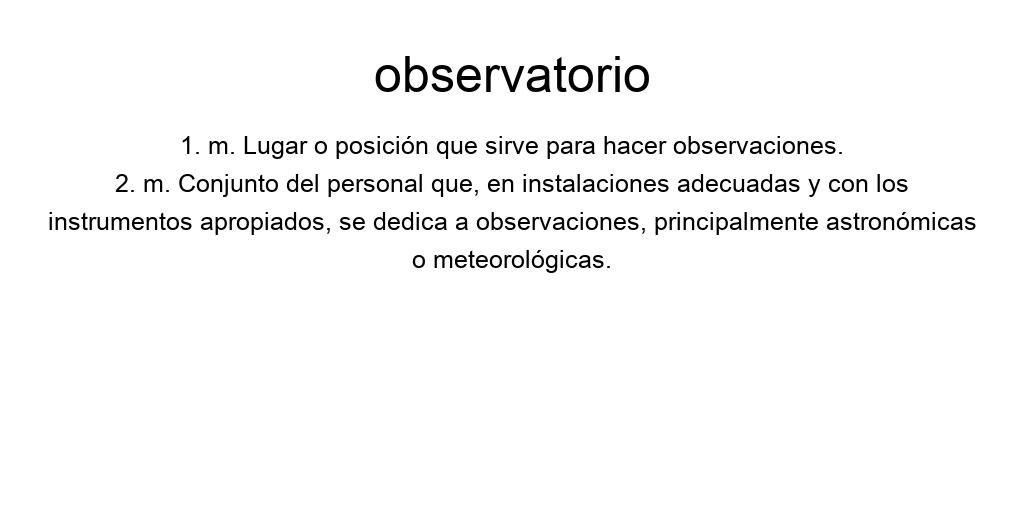 observatorio
1. m. Lugar o posición que sirve para hacer observaciones.
2. m. Conjunto del personal que, en instalaciones adecuadas y con los
instrumentos apropiados, se dedica a observaciones, principalmente astronómicas
o meteorológicas.